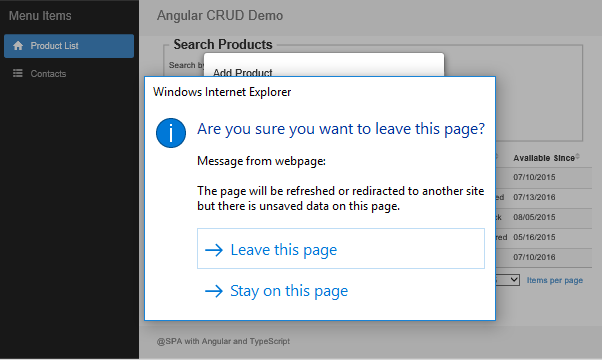 Menu Items
Angular CRUD Demo
Product List
Contacts
Search Products
Search by
Add Product
Windows Internet Explorer
Are you sure you want to leave this page?
Message from webpage:
The page will be refreshed or rediracted to another site
but there is unsaved data on this page.
Leave this page
Stay on this page
Available Since
07/10/2015
07/13/2016
08/05/2015
05/16/2015
07/10/2016
Items per page
@SPA with Angular and TypeScript